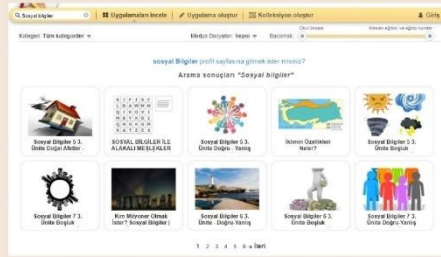 Sosyal bilgiler
Uygulamaları incele
Uygulama oluştur
Kolleksiyon oluştur
Giriş
Kategori: Tüm kategoriler
Medya Dosyaları: hepsi
Basamak:
sosyal Bilgiler profil sayfasına gitmek ister misiniz?
Arama sonuçları "Sosyal bilgiler"
Sosyal Bilgiler 5 3.
Ünite Doğal Afetler -
SOSYAL BİLGİLER İLE
ALAKALI MESLEKLER
Sosyal Bilgiler 5 3.
Ünite Doğru - Yanlış
İklimin Özellikleri
Neler?
Sosyal Bilgiler 5 3.
Ünite Boşluk
Sosyal Bilgiler 7 3.
Ünite Boşluk
Kim Milyoner Olmak
İster? Sosyal Bilgiler |
Sosyal Bilgiler 6 3.
Ünite - Doğru-Yanlış
Sosyal Bilgiler 6 3.
Ünite - Boşluk
Sosyal Bilgiler 7 3.
Ünite Doğru-Yanlış
1 2 3 4 5 6 » İleri